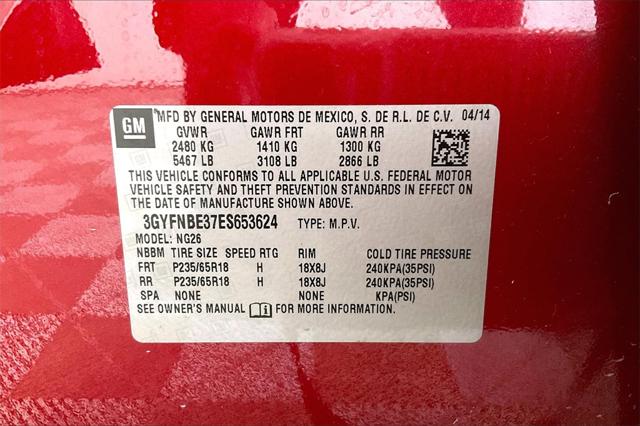 GM MFD BY GENERAL MOTORS DE MEXICO, S. DE R.L. DE C.V. 04/14
GVWR GAWR FRT GAWR RR
2480 KG 1410 KG 1300 KG
5467 LB 3108 LB 2866 LB
THIS VEHICLE CONFORMS TO ALL APPLICABLE U.S. FEDERAL MOTOR
VEHICLE SAFETY AND THEFT PREVENTION STANDARDS IN EFFECT ON
THE DATE OF MANUFACTURE SHOWN ABOVE.
3GYFNBE37ES653624 TYPE: M.P.V.
MODEL: NG26
NBBM TIRE SIZE SPEED RTG RIM COLD TIRE PRESSURE
FRT P235/65R18 H 18X8J 240KPA(35PSI)
RR P235/65R18 H 18X8J 240KPA(35PSI)
SPA NONE NONE KPA(PSI)
SEE OWNER'S MANUAL FOR MORE INFORMATION.